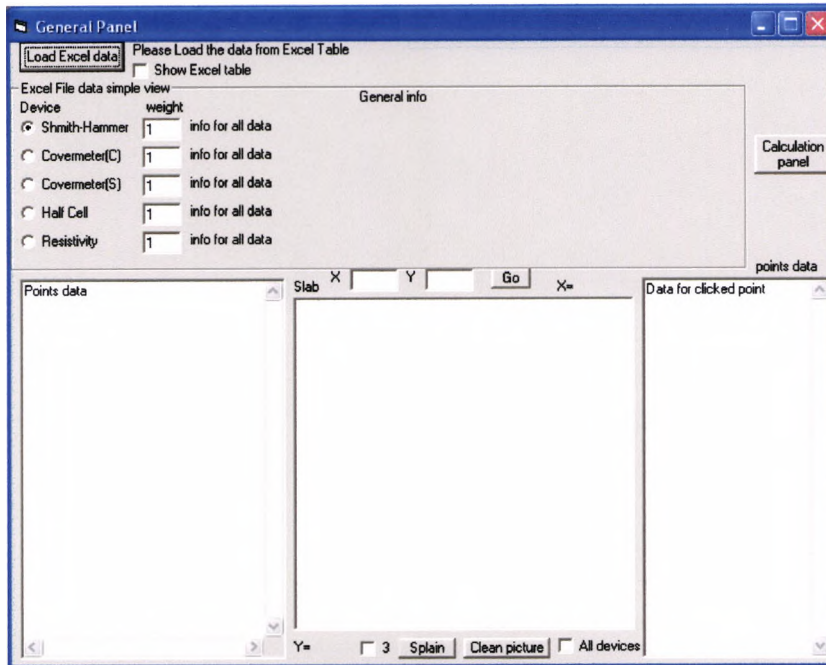 General Panel
Load Excel data
Please Load the data from Excel Table
Show Excel table
Excel File data simple view
General info
Device weight
Shmith-Hammer 1 info for all data
Covermeter(C) 1 info for all data
Covermeter(S) 1 info for all data
Half Cell 1 info for all data
Resistivity 1 info for all data
Calculation
panel
points data
Slab X Y Go X=
Points data
Data for clicked point
Y= 3 Splain Clean picture All devices